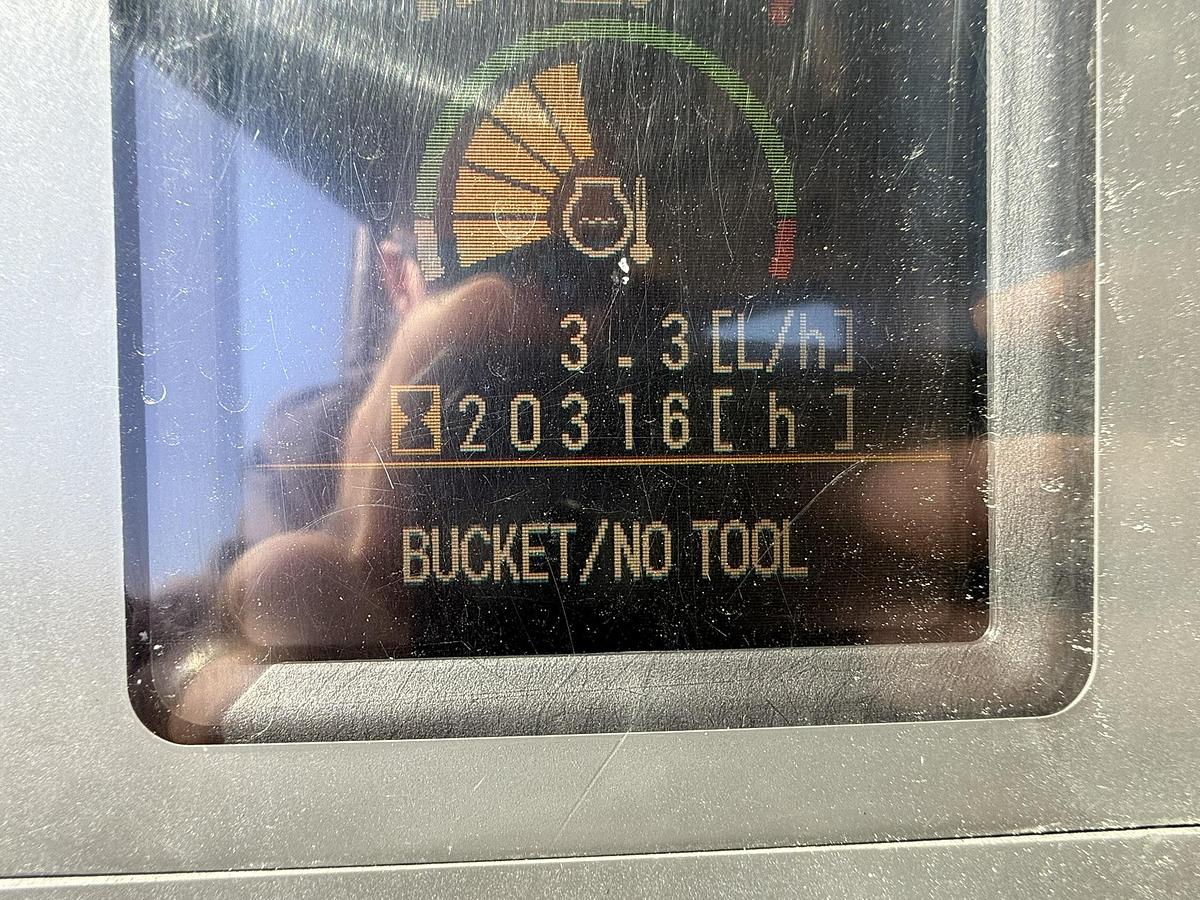 3.3[L/h]
20316[ h ]
BUCKET/NO TOOL